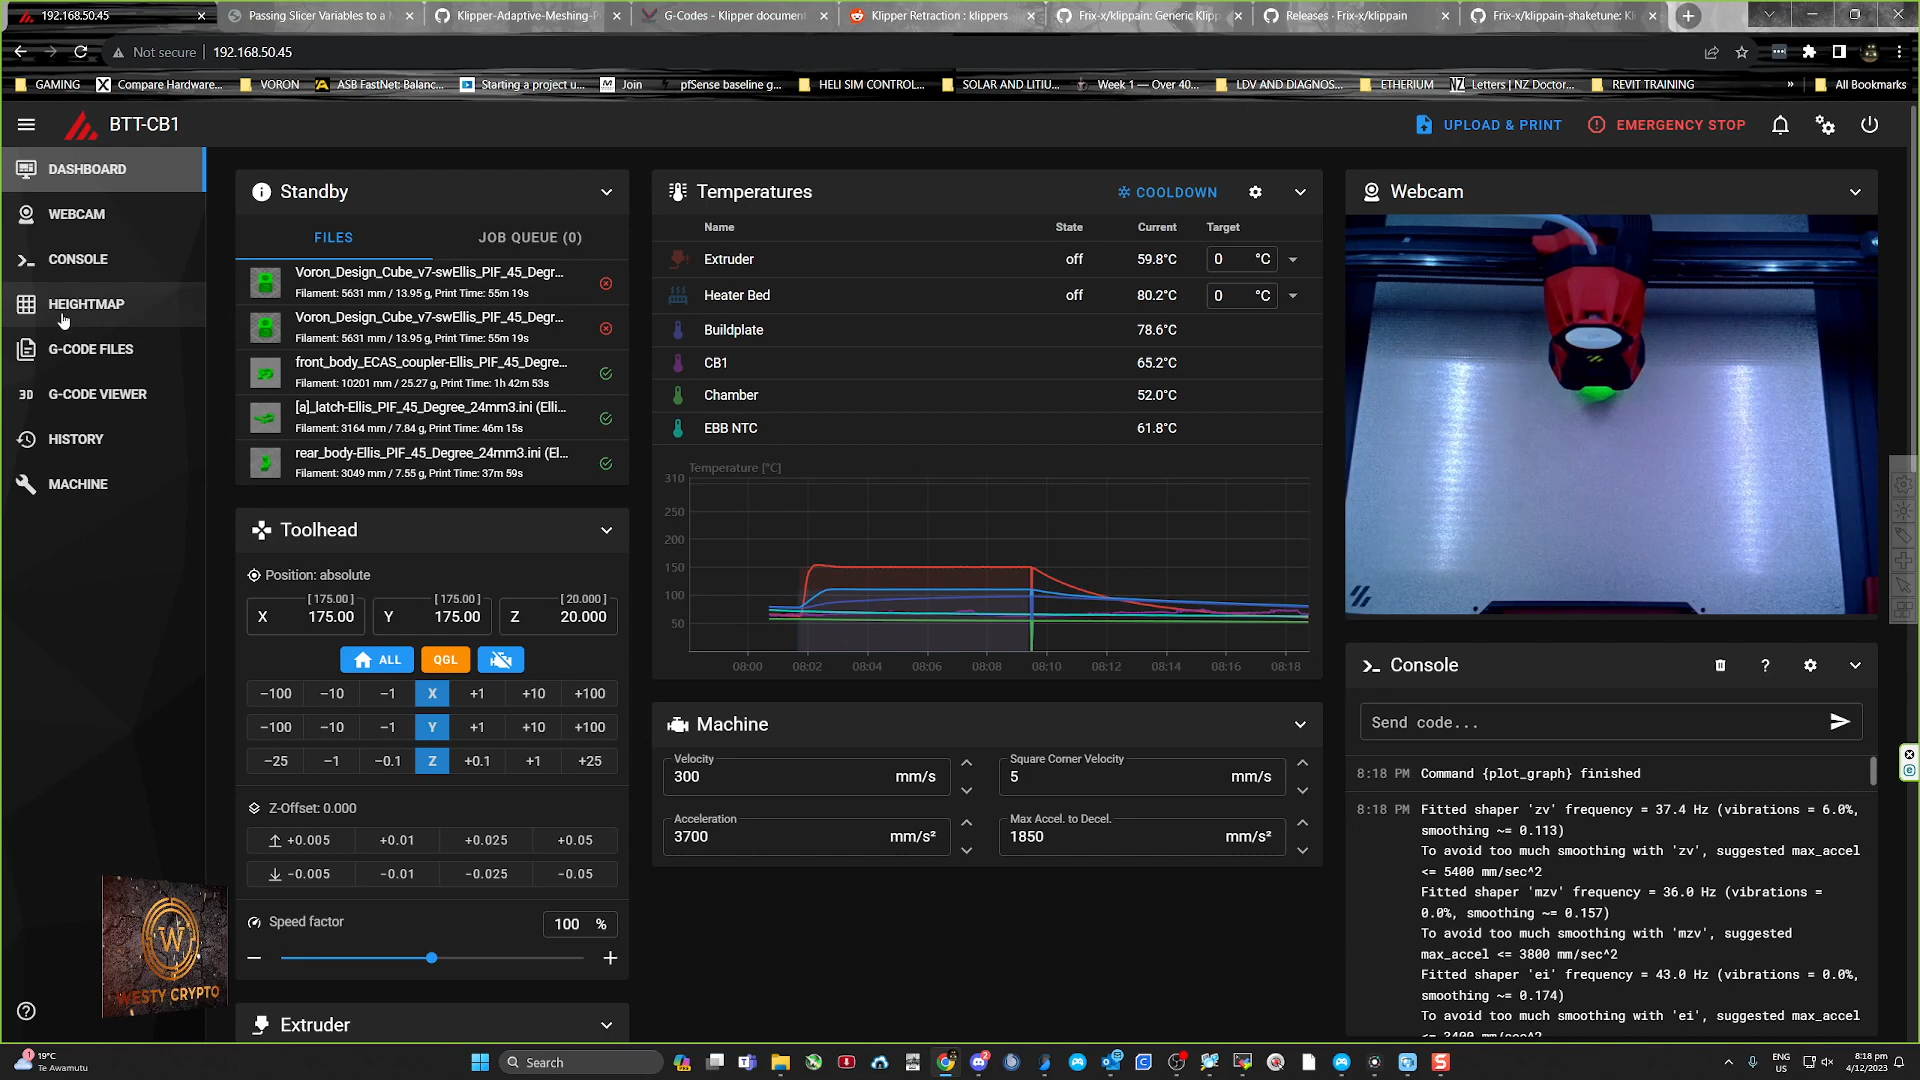 192.168.50.45
Passing Slicer Variables to a
Klipper-Adaptive-Meshing-P
G-Codes - Klipper document
Klipper Retraction : klippers
Frix-x/klippain: Generic Klipp
Releases · Frix-x/klippain
Frix-x/klippain-shaketune: Kl
Not secure
192.168.50.45
GAMING
Compare Hardware...
VORON
ASB FastNet: Balanc...
Starting a project u...
Join
pfSense baseline g...
HELI SIM CONTROL...
SOLAR AND LITIU...
Week 1 — Over 40...
LDV AND DIAGNOS...
ETHERIUM
Letters | NZ Doctor...
REVIT TRAINING
»
All Bookmarks
BTT-CB1
UPLOAD & PRINT
EMERGENCY STOP
DASHBOARD
WEBCAM
CONSOLE
HEIGHTMAP
G-CODE FILES
3D G-CODE VIEWER
HISTORY
MACHINE
Standby
FILES
JOB QUEUE (0)
Voron_Design_Cube_v7-swEllis_PIF_45_Degr...
Filament: 5631 mm / 13.95 g, Print Time: 55m 19s
Voron_Design_Cube_v7-swEllis_PIF_45_Degr...
Filament: 5631 mm / 13.95 g, Print Time: 55m 19s
front_body_ECAS_coupler-Ellis_PIF_45_Degre...
Filament: 10201 mm / 25.27 g, Print Time: 1h 42m 53s
[a]_latch-Ellis_PIF_45_Degree_24mm3.ini (Elli...
Filament: 3164 mm / 7.84 g, Print Time: 46m 15s
rear_body-Ellis_PIF_45_Degree_24mm3.ini (El...
Filament: 3049 mm / 7.55 g, Print Time: 37m 59s
Toolhead
Position: absolute
[ 175.00 ]
[ 175.00 ]
[ 20.000 ]
X 175.00
Y 175.00
Z 20.000
ALL
QGL
−100 −10 −1 X +1 +10 +100
−100 −10 −1 Y +1 +10 +100
−25 −1 −0.1 Z +0.1 +1 +25
Z-Offset: 0.000
+0.005 +0.01 +0.025 +0.05
-0.005 -0.01 -0.025 -0.05
Speed factor
100 %
Extruder
WESTY CRYPTO
Temperatures
COOLDOWN
Name State Current Target
Extruder off 59.8°C 0 °C
Heater Bed off 80.2°C 0 °C
Buildplate 78.6°C
CB1 65.2°C
Chamber 52.0°C
EBB NTC 61.8°C
Temperature [°C]
310
250
200
150
100
50
08:00 08:02 08:04 08:06 08:08 08:10 08:12 08:14 08:16 08:18
Machine
Velocity
300 mm/s
Square Corner Velocity
5 mm/s
Acceleration
3700 mm/s²
Max Accel. to Decel.
1850 mm/s²
Webcam
Console
Send code...
8:18 PM Command {plot_graph} finished
8:18 PM Fitted shaper 'zv' frequency = 37.4 Hz (vibrations = 6.0%,
smoothing ~= 0.113)
To avoid too much smoothing with 'zv', suggested max_accel
<= 5400 mm/sec^2
Fitted shaper 'mzv' frequency = 36.0 Hz (vibrations =
0.0%, smoothing ~= 0.157)
To avoid too much smoothing with 'mzv', suggested
max_accel <= 3800 mm/sec^2
Fitted shaper 'ei' frequency = 43.0 Hz (vibrations = 0.0%,
smoothing ~= 0.174)
To avoid too much smoothing with 'ei', suggested max_accel
<= 3400 mm/sec^2
19°C
Te Awamutu
Search
ENG
US
8:18 pm
4/12/2023